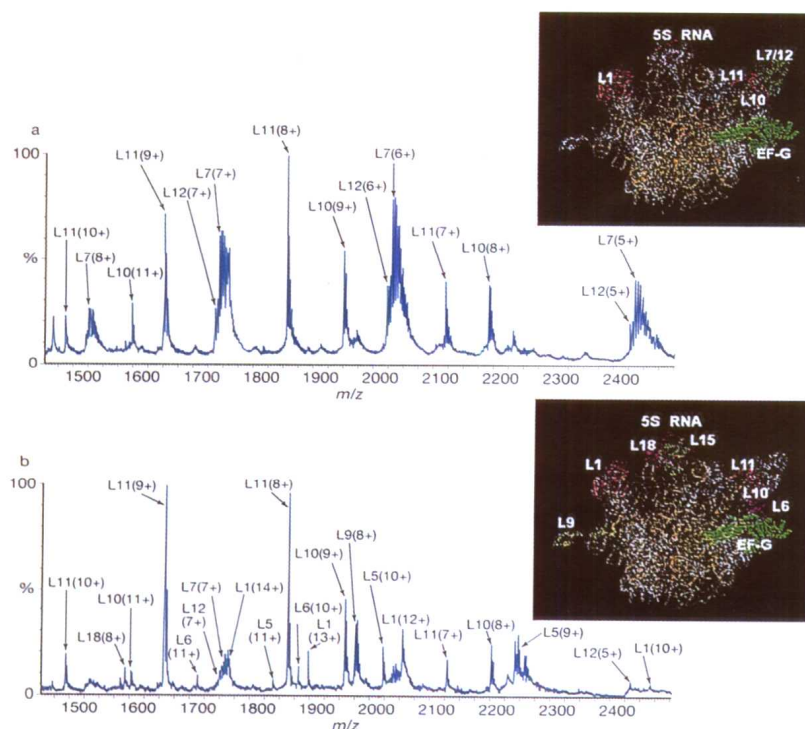 a
100
%
0
L11(10+)
L7(8+)
L10(11+)
L11(9+)
L12(7+)
L7(7+)
L11(8+)
L10(9+)
L12(6+)
L7(6+)
L11(7+)
L10(8+)
L7(5+)
L12(5+)
1500 1600 1700 1800 1900 2000 2100 2200 2300 2400
m/z
5S RNA
L7/12
L1
L11
L10
EF-G
b
100
%
0
L11(10+)
L18(8+)
L10(11+)
L11(9+)
L6
(11+)
L12
(7+)
L7(7+)
L1(14+)
L5
(11+)
L11(8+)
L6(10+)
L1
(13+)
L10(9+)
L9(8+)
L5(10+)
L1(12+)
L11(7+)
L10(8+)
L5(9+)
L12(5+)
L1(10+)
1500 1600 1700 1800 1900 2000 2100 2200 2300 2400
m/z
5S RNA
L18
L15
L1
L11
L10
L6
L9
EF-G